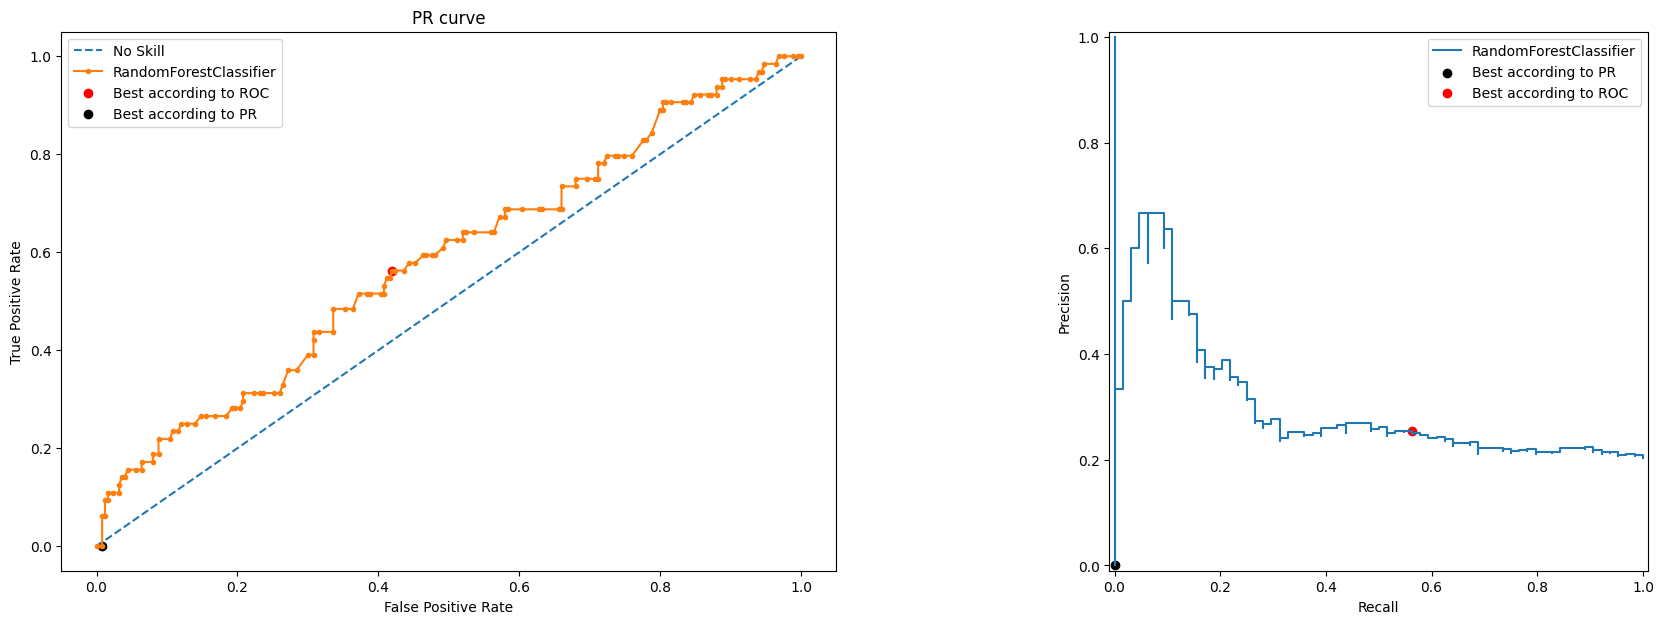 PR curve
No Skill
RandomForestClassifier
Best according to ROC
Best according to PR
True Positive Rate
1.0
0.8
0.6
0.4
0.2
0.0
0.0 0.2 0.4 0.6 0.8 1.0
False Positive Rate
RandomForestClassifier
Best according to PR
Best according to ROC
Precision
1.0
0.8
0.6
0.4
0.2
0.0
0.0 0.2 0.4 0.6 0.8 1.0
Recall